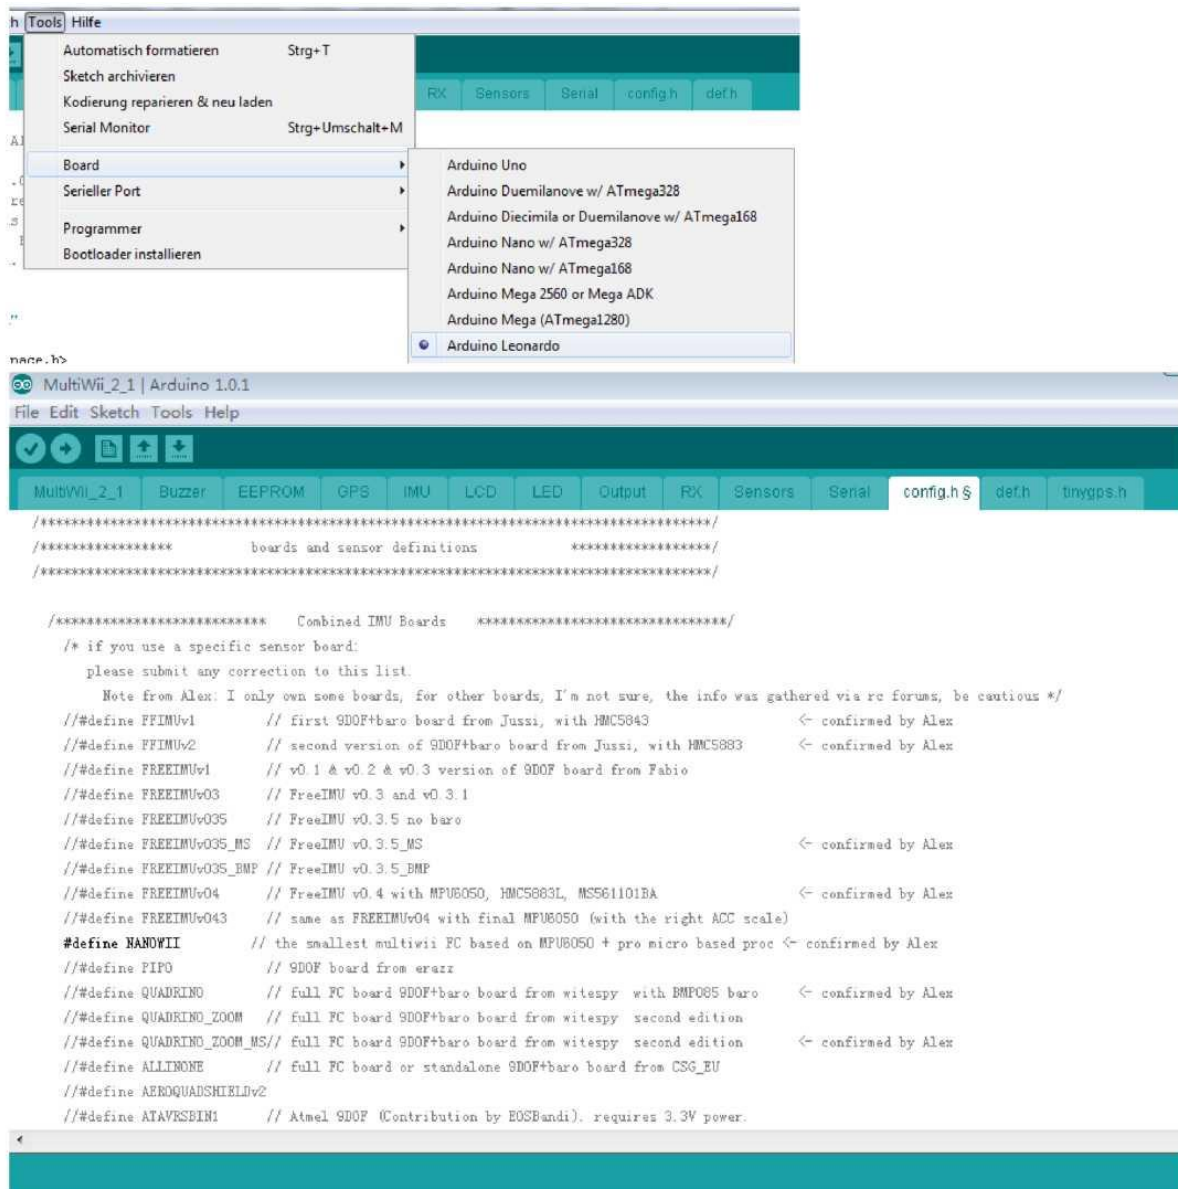 h Tools Hilfe
Automatisch formatieren Strg+T
Sketch archivieren
Kodierung reparieren & neu laden
Serial Monitor Strg+Umschalt+M
RX Sensors Serial config.h def.h
Board
Serieller Port
Programmer
Bootloader installieren
Arduino Uno
Arduino Duemilanove w/ ATmega328
Arduino Diecimila or Duemilanove w/ ATmega168
Arduino Nano w/ ATmega328
Arduino Nano w/ ATmega168
Arduino Mega 2560 or Mega ADK
Arduino Mega (ATmega1280)
Arduino Leonardo
MultiWii_2_1 | Arduino 1.0.1
File Edit Sketch Tools Help
MultiWii_2_1 Buzzer EEPROM GPS IMU LCD LED Output RX Sensors Serial config.h § def.h tinygps.h
/*************************************************************************************/
/***************** boards and sensor definitions ******************/
/*************************************************************************************/
/************************** Combined IMU Boards ********************************/
/* if you use a specific sensor board:
please submit any correction to this list.
Note from Alex: I only own some boards, for other boards, I'm not sure, the info was gathered via rc forums, be cautious */
//#define FFIMUv1 // first 9DOF+baro board from Jussi, with HMC5843 <- confirmed by Alex
//#define FFIMUv2 // second version of 9DOF+baro board from Jussi, with HMC5883 <- confirmed by Alex
//#define FREEIMUv1 // v0.1 & v0.2 & v0.3 version of 9DOF board from Fabio
//#define FREEIMUv03 // FreeIMU v0.3 and v0.3.1
//#define FREEIMUv035 // FreeIMU v0.3.5 no baro
//#define FREEIMUv035_MS // FreeIMU v0.3.5_MS <- confirmed by Alex
//#define FREEIMUv035_BMP // FreeIMU v0.3.5_BMP
//#define FREEIMUv04 // FreeIMU v0.4 with MPU6050, HMC5883L, MS561101BA <- confirmed by Alex
//#define FREEIMUv043 // same as FREEIMUv04 with final MPU6050 (with the right ACC scale)
#define NANOWII // the smallest multiwii FC based on MPU6050 + pro micro based proc <- confirmed by Alex
//#define PIPO // 9DOF board from erazz
//#define QUADRINO // full FC board 9DOF+baro board from witespy with BMP085 baro <- confirmed by Alex
//#define QUADRINO_ZOOM // full FC board 9DOF+baro board from witespy second edition
//#define QUADRINO_ZOOM_MS// full FC board 9DOF+baro board from witespy second edition <- confirmed by Alex
//#define ALLINONE // full FC board or standalone 9DOF+baro board from CSG_EU
//#define AEROQUADSHIELDv2
//#define ATAVRSBIN1 // Atmel 9DOF (Contribution by EOSBandi). requires 3.3V power.